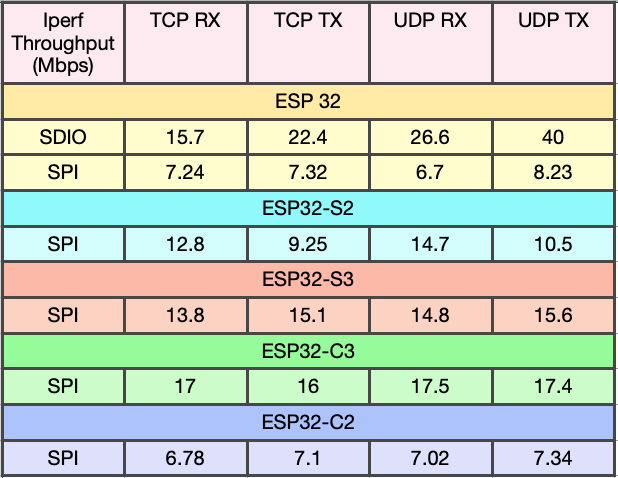 Iperf Throughput (Mbps) TCP RX TCP TX UDP RX UDP TX
ESP 32
SDIO 15.7 22.4 26.6 40
SPI 7.24 7.32 6.7 8.23
ESP32-S2
SPI 12.8 9.25 14.7 10.5
ESP32-S3
SPI 13.8 15.1 14.8 15.6
ESP32-C3
SPI 17 16 17.5 17.4
ESP32-C2
SPI 6.78 7.1 7.02 7.34